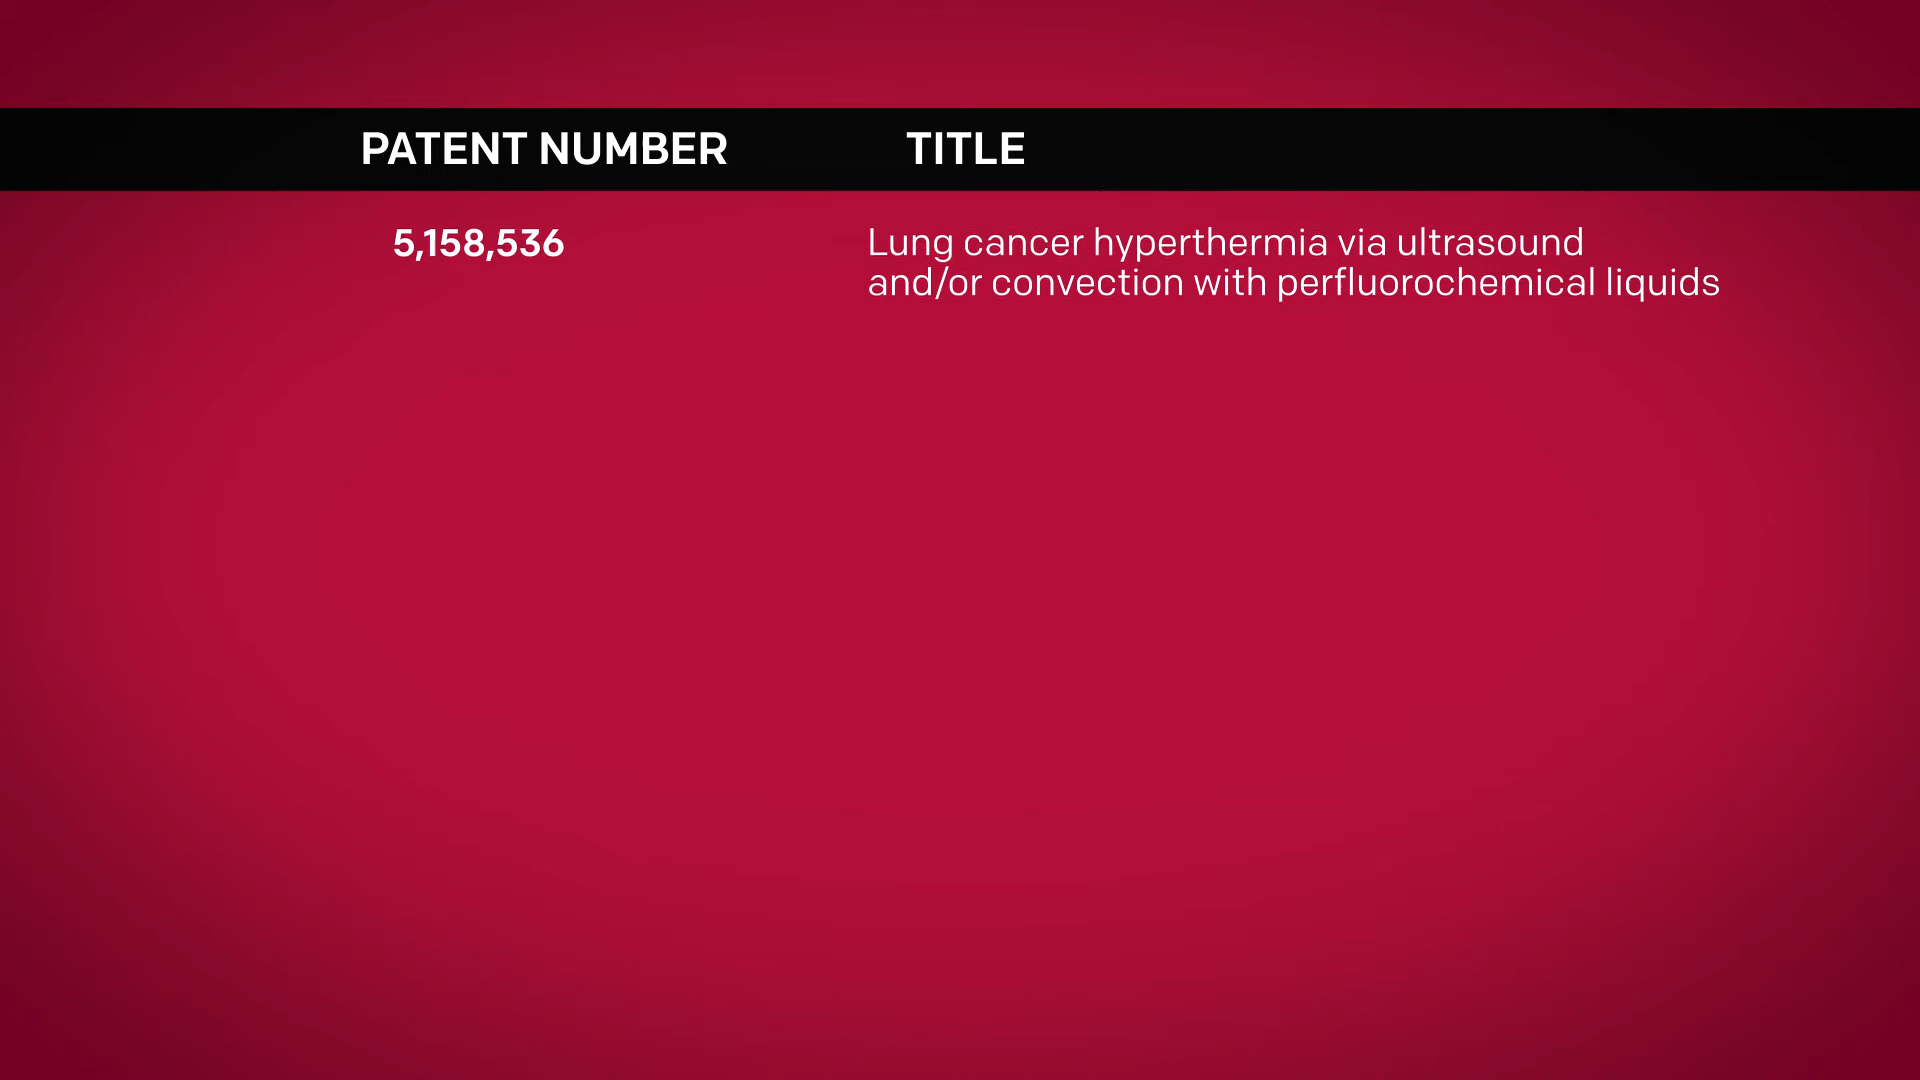 PATENT NUMBER TITLE
5,158,536 Lung cancer hyperthermia via ultrasound
and/or convection with perfluorochemical liquids